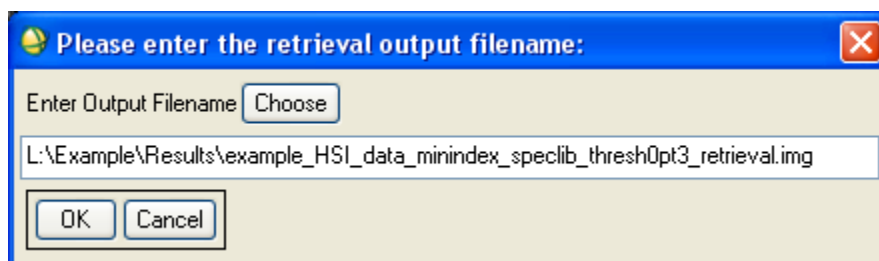 Please enter the retrieval output filename:
Enter Output Filename Choose
L:\Example\Results\example_HSI_data_minindex_speclib_thresh0pt3_retrieval.img
OK Cancel